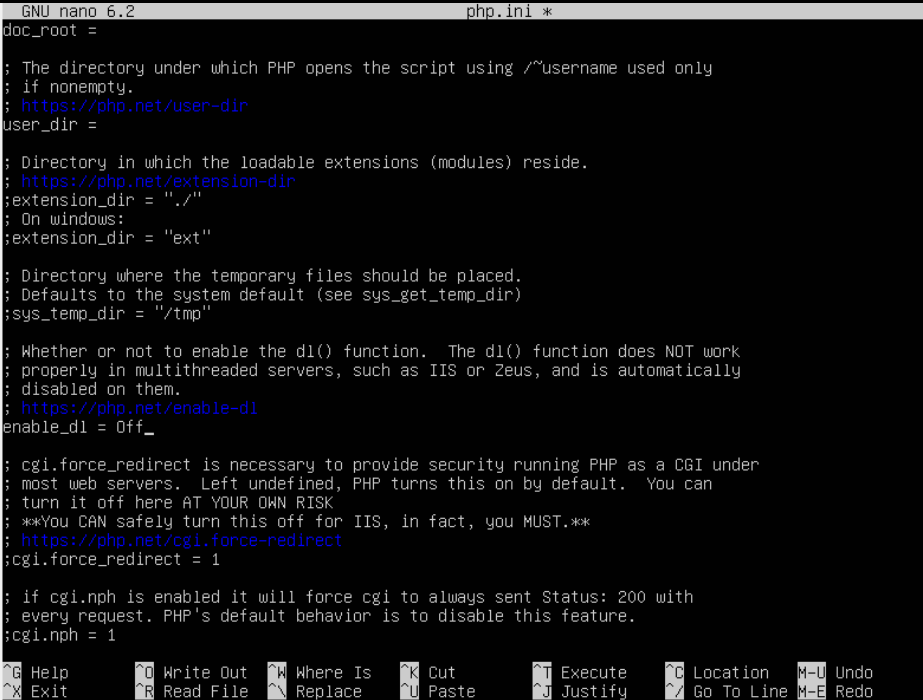 GNU nano 6.2 php.ini *
doc_root =
; The directory under which PHP opens the script using /~username used only
; if nonempty.
; https://php.net/user-dir
user_dir =
; Directory in which the loadable extensions (modules) reside.
; https://php.net/extension-dir
;extension_dir = "./"
; On windows:
;extension_dir = "ext"
; Directory where the temporary files should be placed.
; Defaults to the system default (see sys_get_temp_dir)
;sys_temp_dir = "/tmp"
; Whether or not to enable the dl() function.  The dl() function does NOT work
; properly in multithreaded servers, such as IIS or Zeus, and is automatically
; disabled on them.
; https://php.net/enable-dl
enable_dl = Off_
; cgi.force_redirect is necessary to provide security running PHP as a CGI under
; most web servers.  Left undefined, PHP turns this on by default.  You can
; turn it off here AT YOUR OWN RISK
; **You CAN safely turn this off for IIS, in fact, you MUST.**
; https://php.net/cgi.force-redirect
;cgi.force_redirect = 1
; if cgi.nph is enabled it will force cgi to always sent Status: 200 with
; every request. PHP's default behavior is to disable this feature.
;cgi.nph = 1
^G Help ^O Write Out ^W Where Is ^K Cut ^T Execute ^C Location M-U Undo
^X Exit ^R Read File ^\ Replace ^U Paste ^J Justify ^/ Go To Line M-E Redo